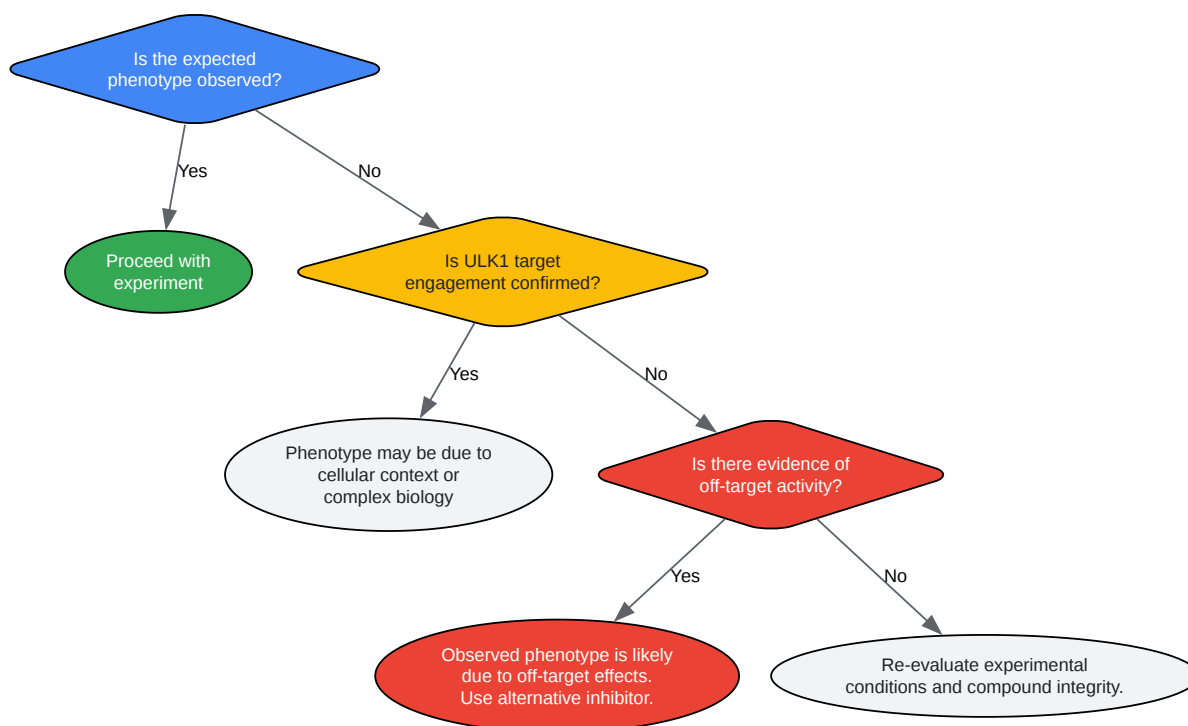 Is the expected
phenotype observed?
Yes
No
Proceed with
experiment
Is ULK1 target
engagement confirmed?
Yes
No
Phenotype may be due to
cellular context or
complex biology
Is there evidence of
off-target activity?
Yes
No
Observed phenotype is likely
due to off-target effects.
Use alternative inhibitor.
Re-evaluate experimental
conditions and compound integrity.